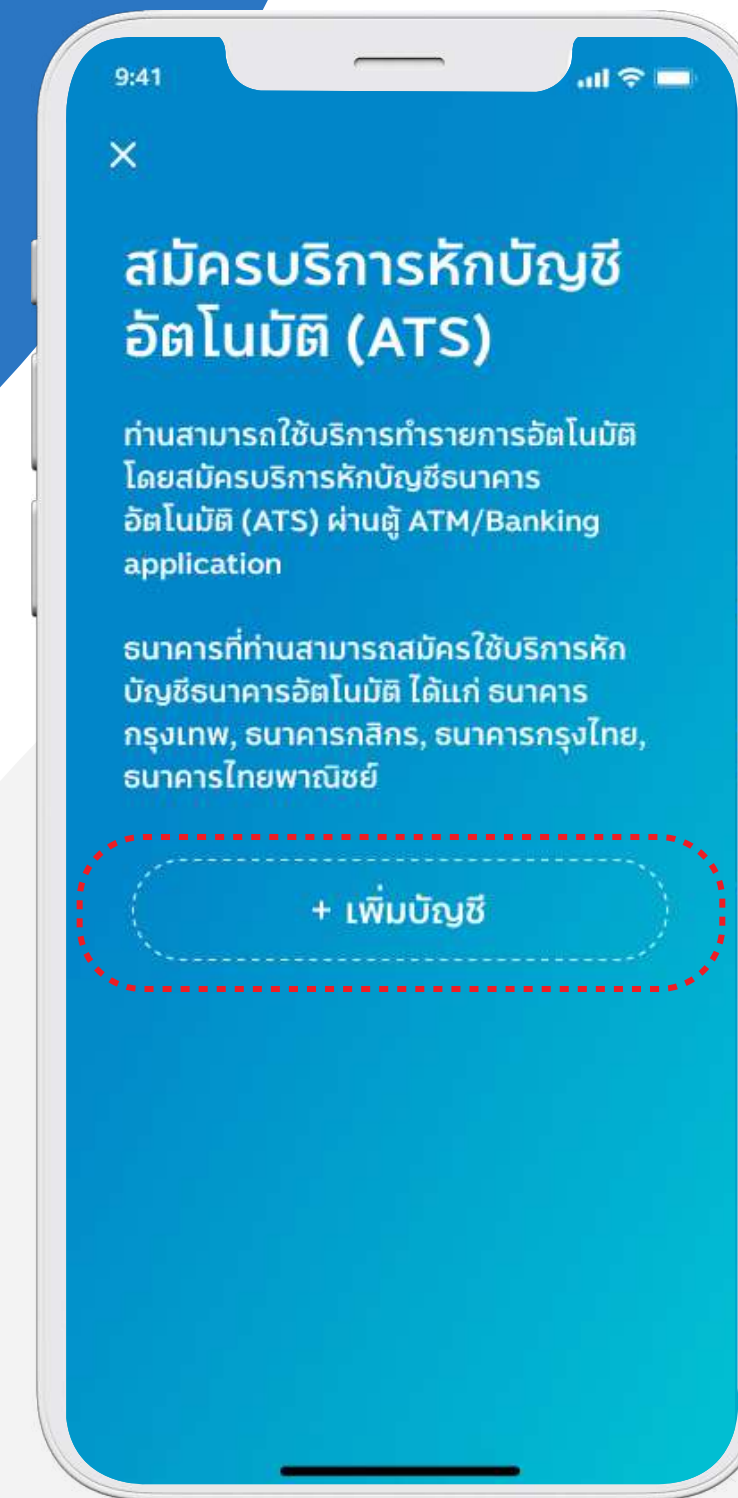 9:41
สมัครบริการหักบัญชี
อัตโนมัติ (ATS)
ท่านสามารถใช้บริการทำรายการอัตโนมัติ
โดยสมัครบริการหักบัญชีธนาคาร
อัตโนมัติ (ATS) ผ่านตู้ ATM/Banking
application
ธนาคารที่ท่านสามารถสมัครใช้บริการหัก
บัญชีธนาคารอัตโนมัติ ได้แก่ ธนาคาร
กรุงเทพ, ธนาคารกสิกร, ธนาคารกรุงไทย,
ธนาคารไทยพาณิชย์
+ เพิ่มบัญชี